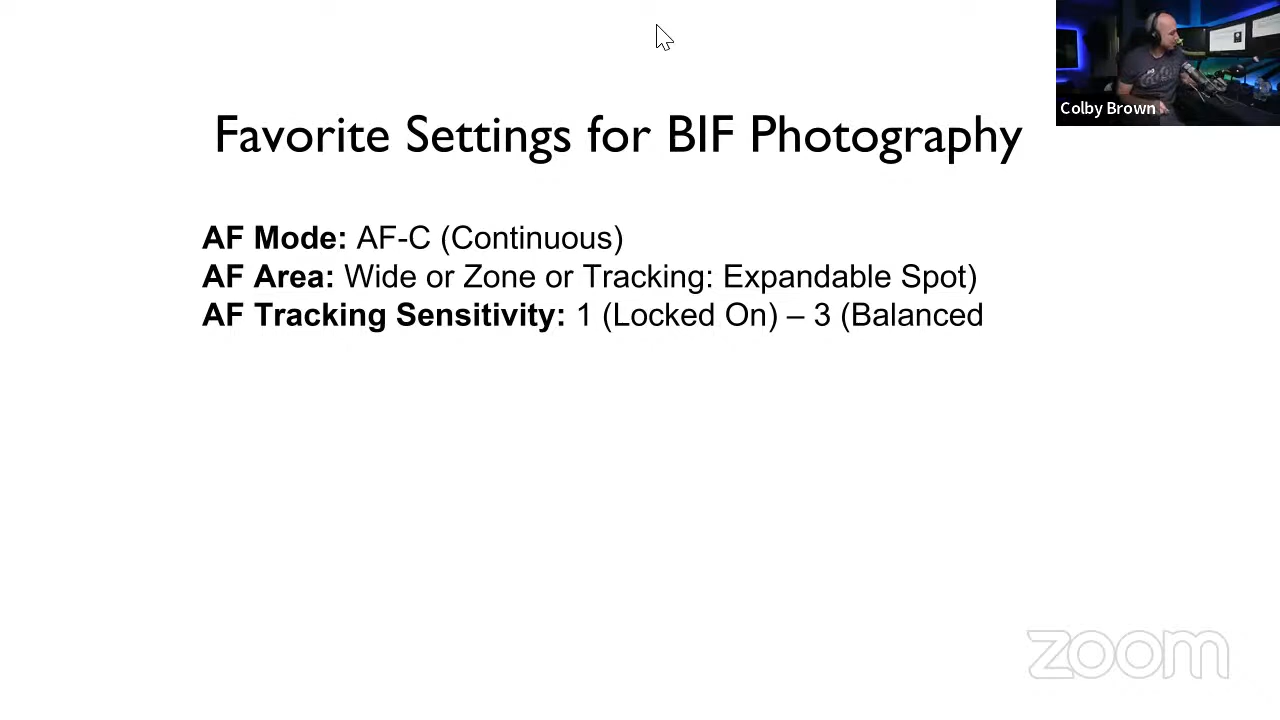 Colby Brown
Favorite Settings for BIF Photography
AF Mode: AF-C (Continuous)
AF Area: Wide or Zone or Tracking: Expandable Spot)
AF Tracking Sensitivity: 1 (Locked On) – 3 (Balanced
zoom